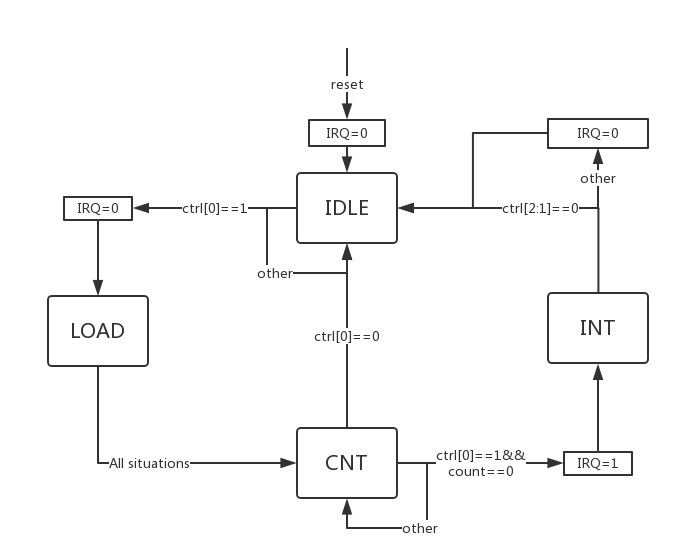 reset
IRQ=0
IRQ=0
other
IRQ=0
ctrl[0]==1
IDLE
ctrl[2:1]==0
other
LOAD
ctrl[0]==0
INT
All situations
CNT
ctrl[0]==1&&
count==0
IRQ=1
other